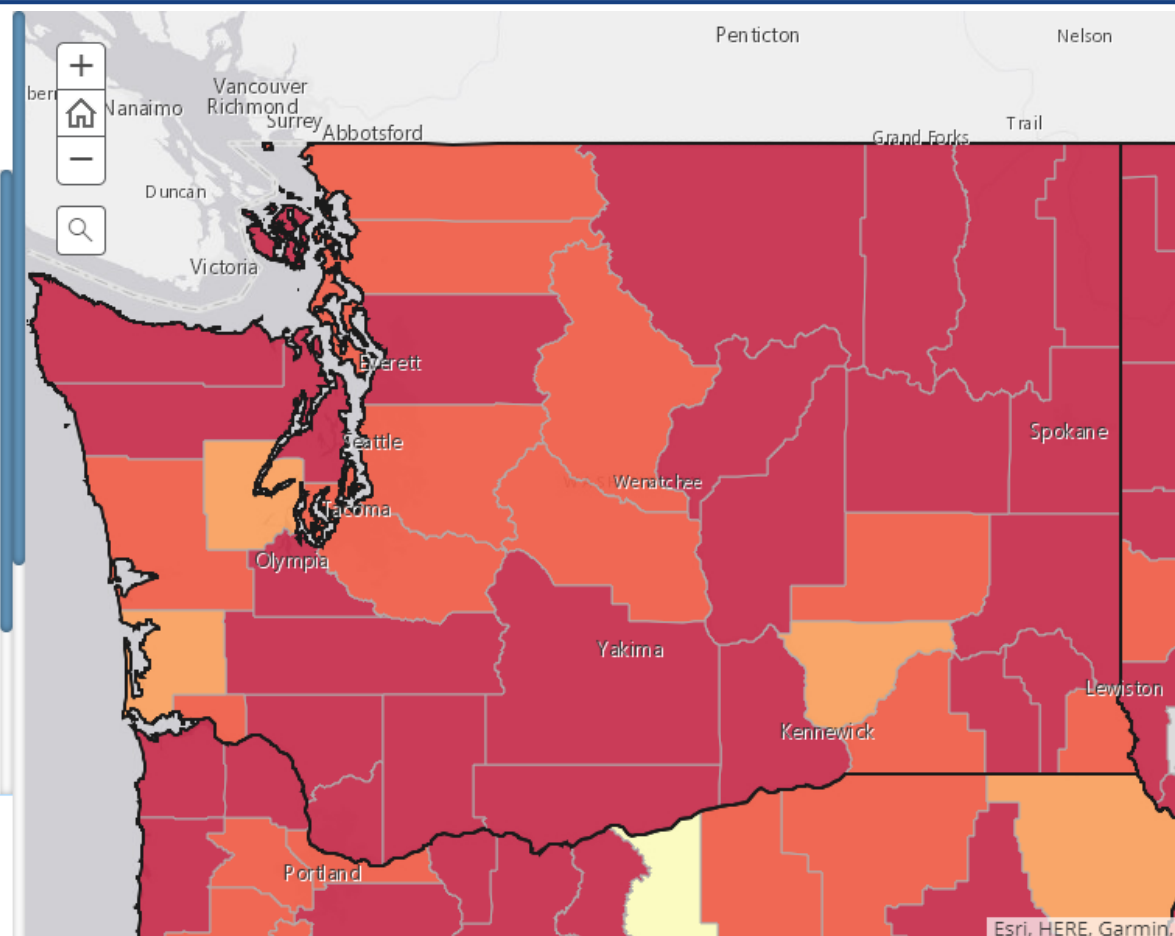 Penticton
Nelson
+
Vancouver
Nanaimo
Richmond
Surrey
Abbotsford
Trail
Grand Forks
−
Duncan
Victoria
Everett
Seattle
Spokane
Wenatchee
Tacoma
Olympia
Yakima
Lewiston
Kennewick
Portland
Esri, HERE, Garmin,